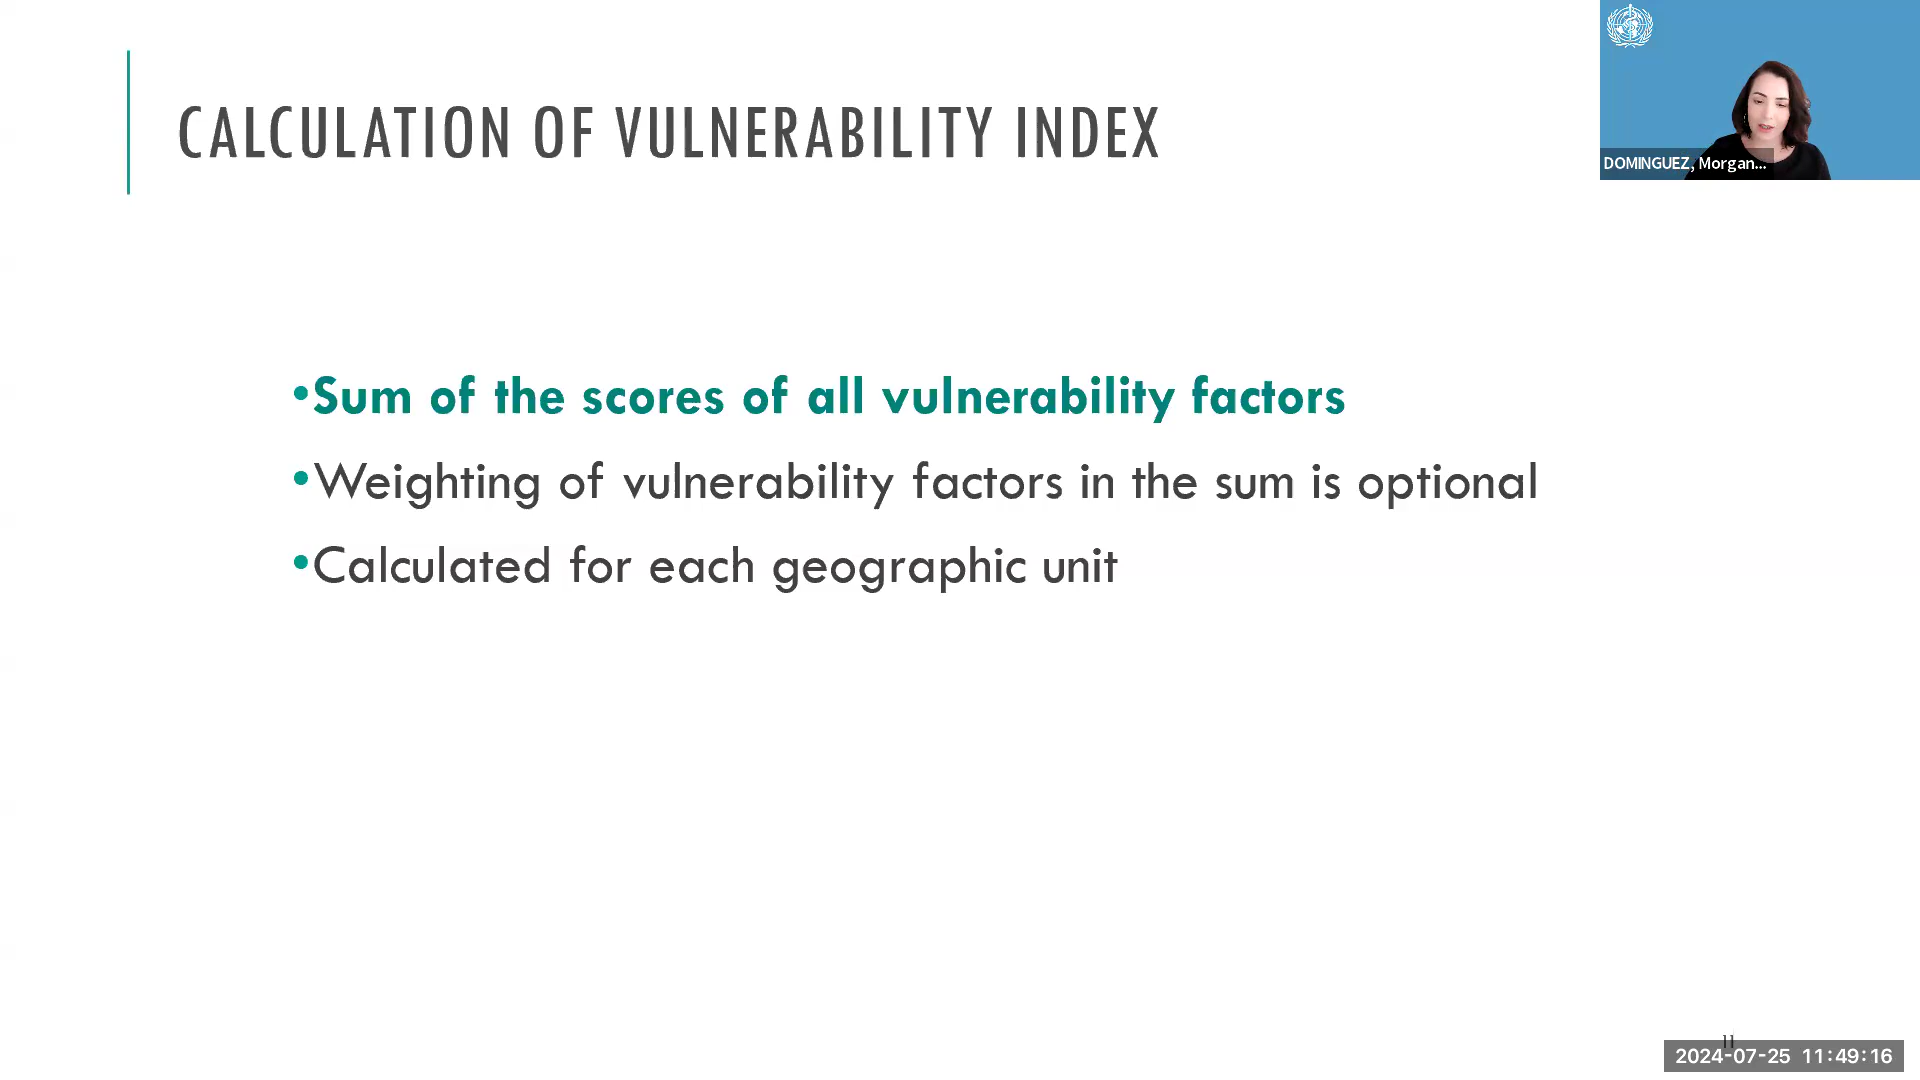 CALCULATION OF VULNERABILITY INDEX
DOMINGUEZ, Morgan...
•Sum of the scores of all vulnerability factors
•Weighting of vulnerability factors in the sum is optional
•Calculated for each geographic unit
11
2024-07-25 11:49:16